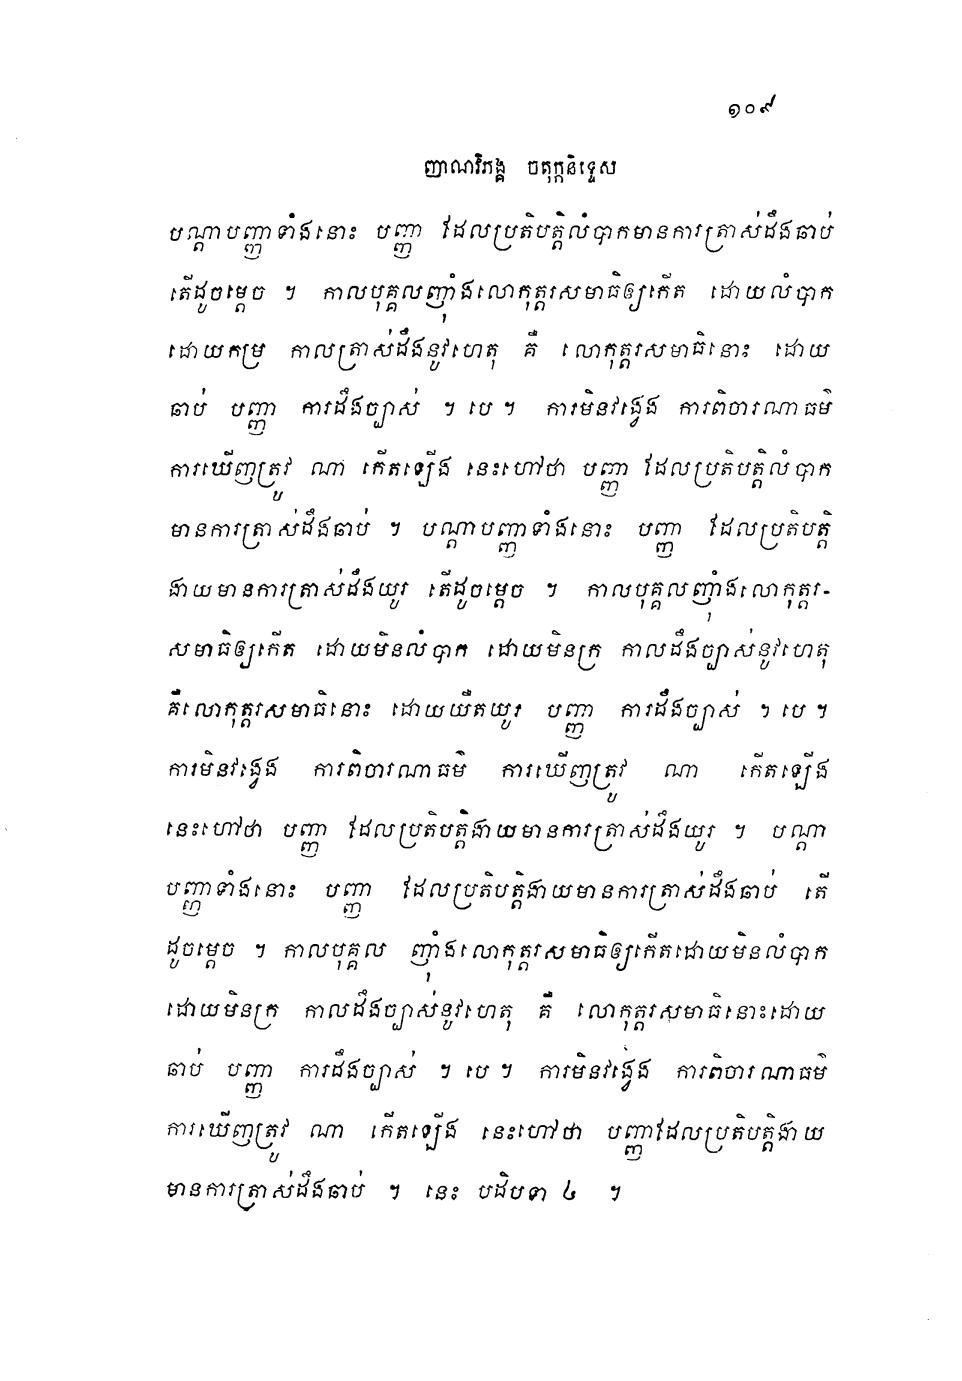 ១០៩
ញាណវិភង្គ ចតុក្កនិទ្ទេស
បណ្តាបញ្ញាទាំងនោះ បញ្ញា ដែលប្រតិបត្តិលំបាកមានការត្រាស់ដឹងឆាប់
តើដូចម្តេច ។ កាលបុគ្គលញុំាងលោកុត្តរសមាធិឲ្យកើត ដោយលំបាក
ដោយកម្រ កាលត្រាស់ដឹងនូវហេតុ គឺ លោកុត្តរសមាធិនោះ ដោយ
ឆាប់ បញ្ញា ការដឹងច្បាស់ ។ បេ ។ ការមិនវង្វេង ការពិចារណាធម៌
ការឃើញត្រូវ ណា កើតឡើង នេះហៅថា បញ្ញា ដែលប្រតិបត្តិលំបាក
មានការត្រាស់ដឹងឆាប់ ។ បណ្តាបញ្ញាទាំងនោះ បញ្ញា ដែលប្រតិបត្តិ
ងាយមានការត្រាស់ដឹងយូរ តើដូចម្តេច ។ កាលបុគ្គលញុំាងលោកុត្តរ-
សមាធិឲ្យកើត ដោយមិនលំបាក ដោយមិនក្រ កាលដឹងច្បាស់នូវហេតុ
គឺលោកុត្តរសមាធិនោះ ដោយយឺតយូរ បញ្ញា ការដឹងច្បាស់ ។ បេ ។
ការមិនវង្វេង ការពិចារណាធម៌ ការឃើញត្រូវ ណា កើតឡើង
នេះហៅថា បញ្ញា ដែលប្រតិបត្តិងាយមានការត្រាស់ដឹងយូរ ។ បណ្តា
បញ្ញាទាំងនោះ បញ្ញា ដែលប្រតិបត្តិងាយមានការត្រាស់ដឹងឆាប់ តើ
ដូចម្តេច ។ កាលបុគ្គល ញុំាងលោកុត្តរសមាធិឲ្យកើតដោយមិនលំបាក
ដោយមិនក្រ កាលដឹងច្បាស់នូវហេតុ គឺ លោកុត្តរសមាធិនោះដោយ
ឆាប់ បញ្ញា ការដឹងច្បាស់ ។ បេ ។ ការមិនវង្វេង ការពិចារណាធម៌
ការឃើញត្រូវ ណា កើតឡើង នេះហៅថា បញ្ញាដែលប្រតិបត្តិងាយ
មានការត្រាស់ដឹងឆាប់ ។ នេះ បដិបទា ៤ ។